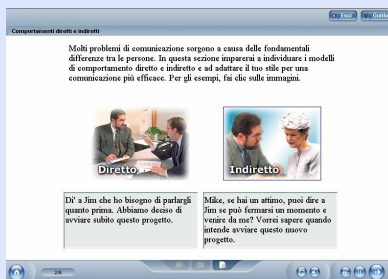 Esci Guida
Comportamenti diretti e indiretti
Molti problemi di comunicazione sorgono a causa delle fondamentali
differenze tra le persone. In questa sezione imparerai a individuare i modelli
di comportamento diretto e indiretto e ad adattare il tuo stile per una
comunicazione più efficace. Per gli esempi, fai clic sulle immagini.
Diretto
Indiretto
Di' a Jim che ho bisogno di parlargli
quanto prima. Abbiamo deciso di
avviare subito questo progetto.
Mike, se hai un attimo, puoi dire a
Jim se può fermarsi un momento e
venire da me? Vorrei sapere quando
intende avviare questo nuovo
progetto.
2/9